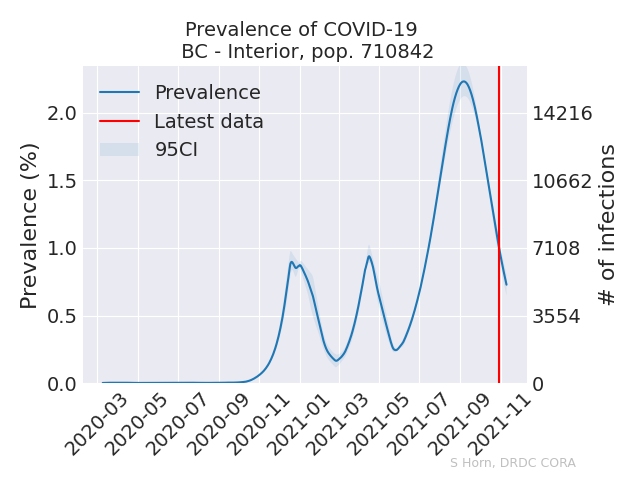 Prevalence of COVID-19
BC - Interior, pop. 710842
Prevalence
Latest data
95CI
Prevalence (%)
2.0
1.5
1.0
0.5
0.0
14216
10662
7108
3554
0
# of infections
2020-03
2020-05
2020-07
2020-09
2020-11
2021-01
2021-03
2021-05
2021-07
2021-09
2021-11
S Horn, DRDC CORA